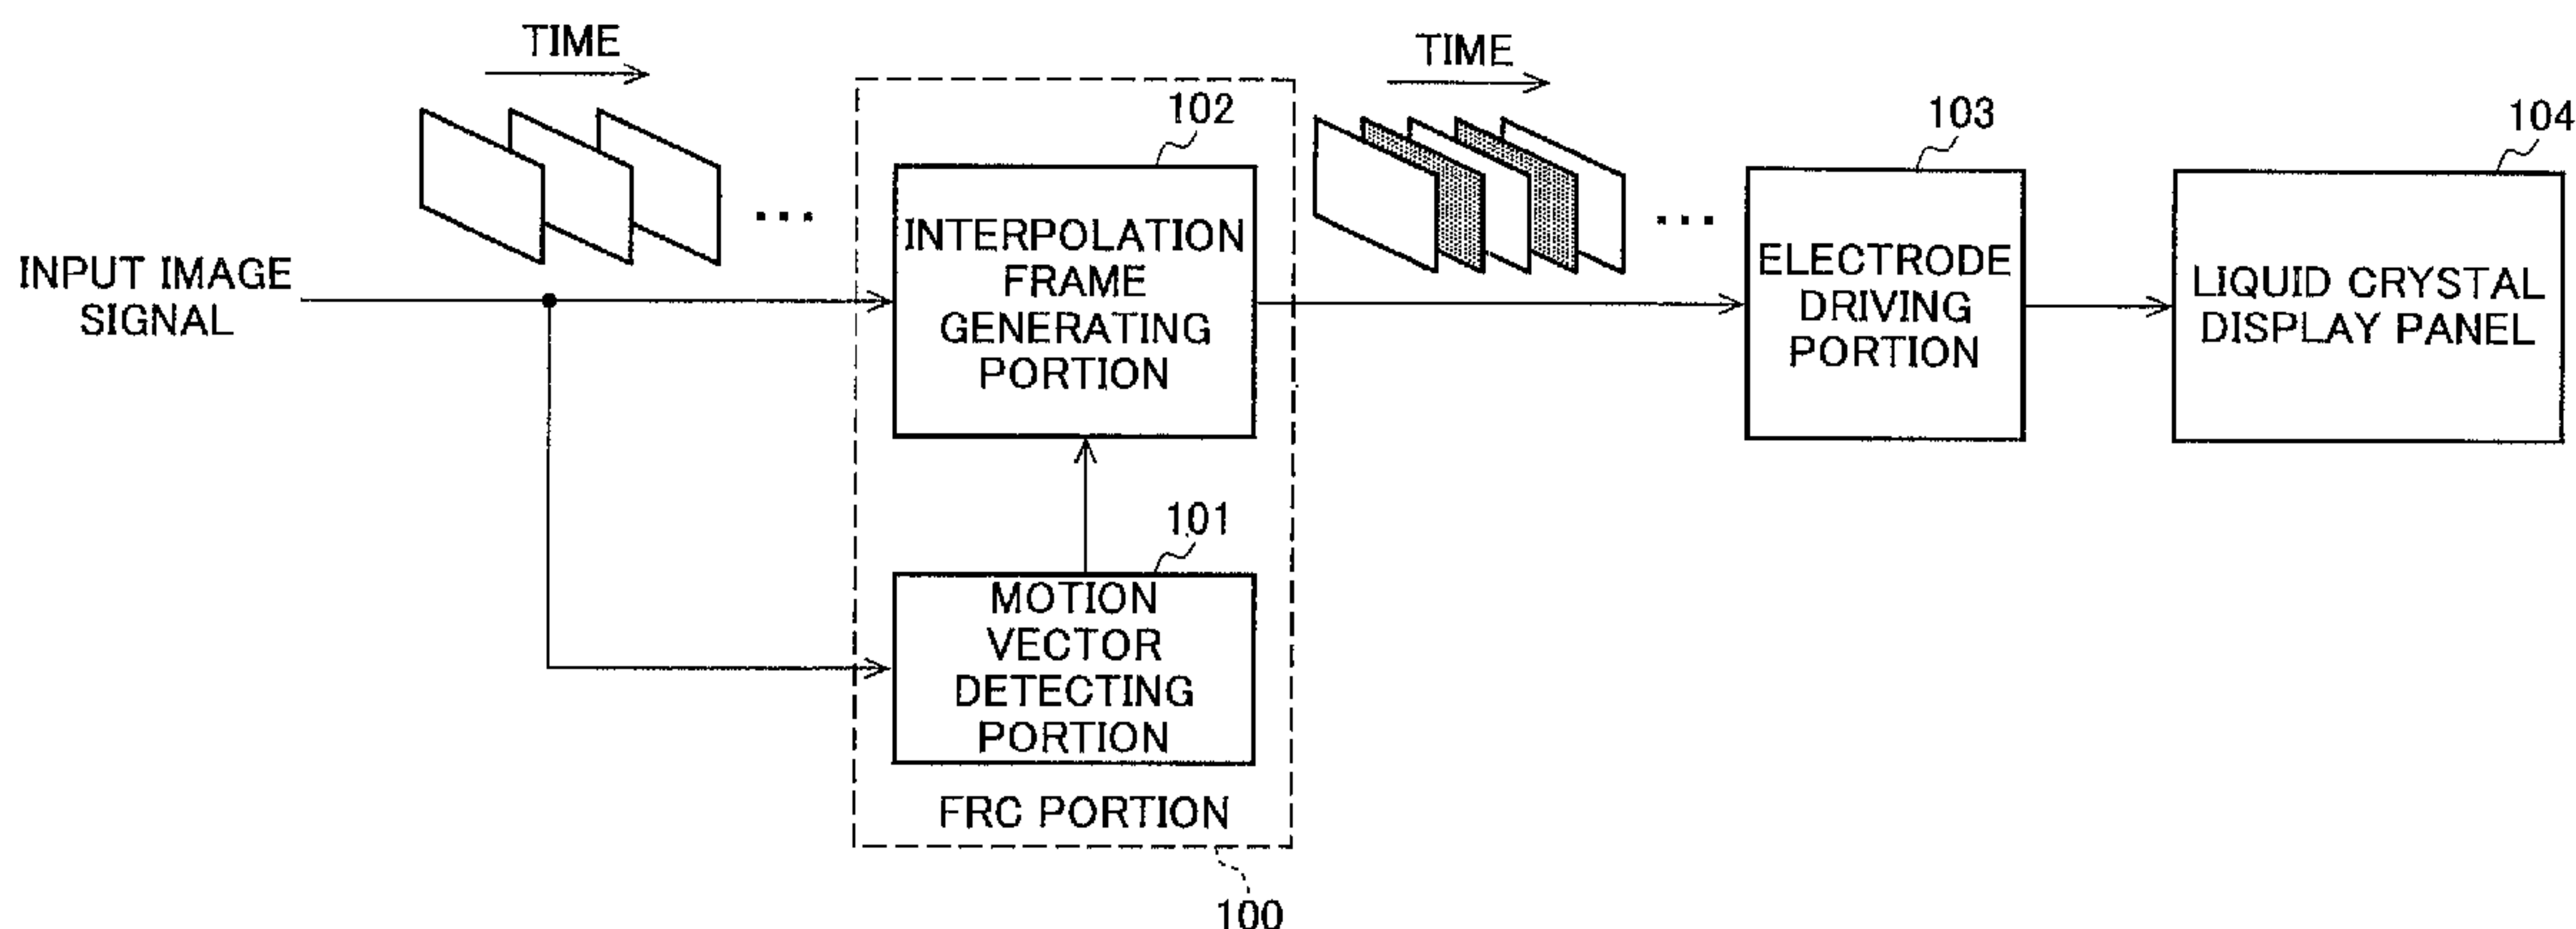 TIME
TIME
102
103
104
INPUT IMAGE
SIGNAL
...
INTERPOLATION
FRAME
GENERATING
PORTION
...
ELECTRODE
DRIVING
PORTION
LIQUID CRYSTAL
DISPLAY PANEL
101
MOTION
VECTOR
DETECTING
PORTION
FRC PORTION
100